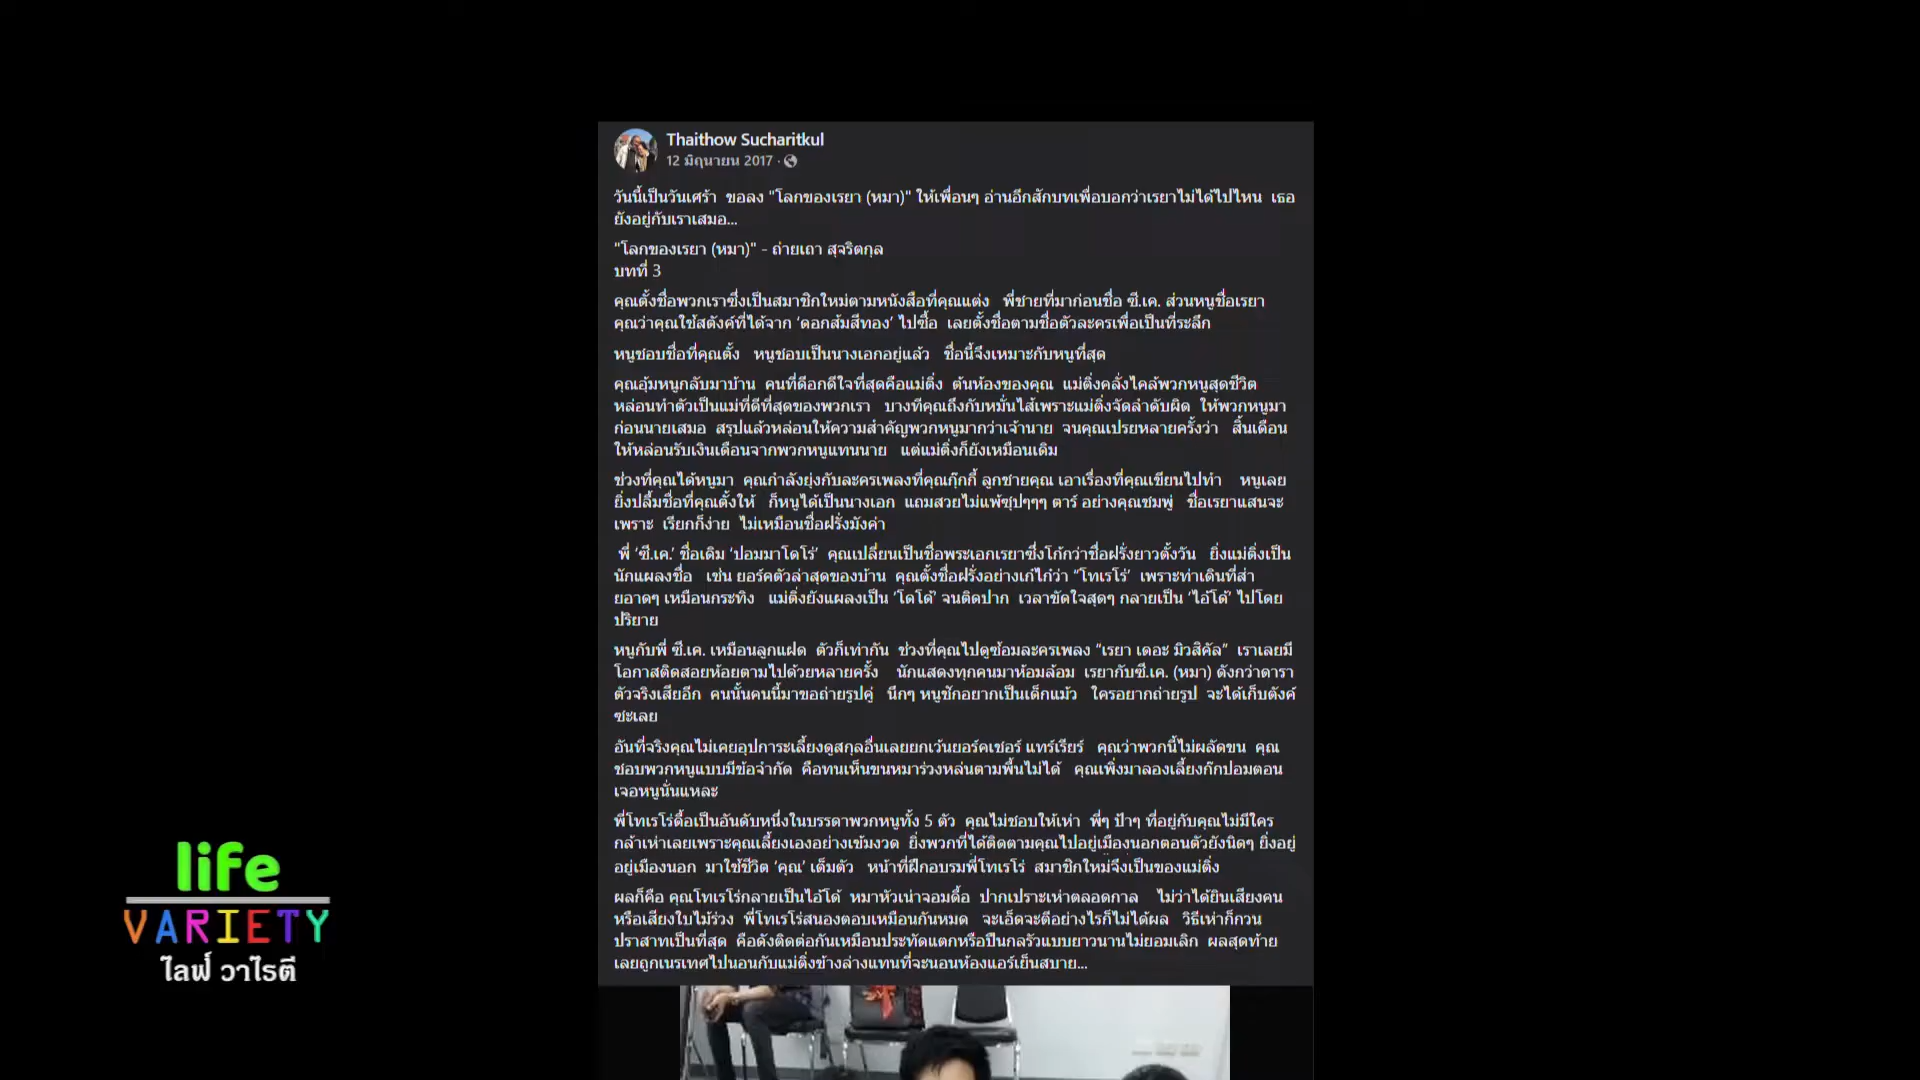 Thaithow Sucharitkul
12 มิถุนายน 2017 ·
วันนี้เป็นวันเศร้า ขอลง "โลกของเรยา (หมา)" ให้เพื่อนๆ อ่านอีกสักบทเพื่อบอกว่าเรยาไม่ได้ไปไหน เธอ
ยังอยู่กับเราเสมอ...
"โลกของเรยา (หมา)" - ถ่ายเถา สุจริตกุล
บทที่ 3
คุณตั้งชื่อพวกเราซึ่งเป็นสมาชิกใหม่ตามหนังสือที่คุณแต่ง พี่ชายที่มาก่อนชื่อ ซี.เค. ส่วนหนูชื่อเรยา
คุณว่าคุณใช้สตังค์ที่ได้จาก ‘ดอกส้มสีทอง’ ไปซื้อ เลยตั้งชื่อตามชื่อตัวละครเพื่อเป็นที่ระลึก
หนูชอบชื่อที่คุณตั้ง หนูชอบเป็นนางเอกอยู่แล้ว ชื่อนี้จึงเหมาะกับหนูที่สุด
คุณอุ้มหนูกลับมาบ้าน คนที่ดีอกดีใจที่สุดคือแม่ติ่ง ต้นห้องของคุณ แม่ติ่งคลั่งไคล้พวกหนูสุดชีวิต
หล่อนทำตัวเป็นแม่ที่ดีที่สุดของพวกเรา บางทีคุณถึงกับหมั่นไส้เพราะแม่ติ่งจัดลำดับผิด ให้พวกหนูมา
ก่อนนายเสมอ สรุปแล้วหล่อนให้ความสำคัญพวกหนูมากว่าเจ้านาย จนคุณเปรยหลายครั้งว่า สิ้นเดือน
ให้หล่อนรับเงินเดือนจากพวกหนูแทนนาย แต่แม่ติ่งก็ยังเหมือนเดิม
ช่วงที่คุณได้หนูมา คุณกำลังยุ่งกับละครเพลงที่คุณกุ๊กกี้ ลูกชายคุณ เอาเรื่องที่คุณเขียนไปทำ หนูเลย
ยิ่งปลื้มชื่อที่คุณตั้งให้ ก็หนูได้เป็นนางเอก แถมสวยไม่แพ้ซุปๆๆๆ ตาร์ อย่างคุณชมพู่ ชื่อเรยาแสนจะ
เพราะ เรียกก็ง่าย ไม่เหมือนชื่อฝรั่งมังค่า
พี่ ‘ซี.เค.’ ชื่อเดิม ‘ปอมมาโดโร่’ คุณเปลี่ยนเป็นชื่อพระเอกเรยาซึ่งโก้กว่าชื่อฝรั่งยาวตั้งวัน ยิ่งแม่ติ่งเป็น
นักแผลงชื่อ เช่น ยอร์คตัวล่าสุดของบ้าน คุณตั้งชื่อฝรั่งอย่างเก๋ไก๋ว่า “โทเรโร่’ เพราะท่าเดินที่สง่า
ยอาดๆ เหมือนกระทิง แม่ติ่งยังแผลงเป็น ‘โดโด้’ จนติดปาก เวลาขัดใจสุดๆ กลายเป็น ‘ไอ้โด้’ ไปโดย
ปริยาย
หนูกับพี่ ซี.เค. เหมือนลูกแฝด ตัวก็เท่ากัน ช่วงที่คุณไปดูซ้อมละครเพลง “เรยา เดอะ มิวสิคัล” เราเลยมี
โอกาสติดสอยห้อยตามไปด้วยหลายครั้ง นักแสดงทุกคนมาห้อมล้อม เรยากับซี.เค. (หมา) ดังกว่าดารา
ตัวจริงเสียอีก คนนั้นคนนี้มาขอถ่ายรูปคู่ นึกๆ หนูชักอยากเป็นเด็กแม้ว ใครอยากถ่ายรูป จะได้เก็บตังค์
ซะเลย
อันที่จริงคุณไม่เคยอุปการะเลี้ยงดูสกุลอื่นเลยยกเว้นยอร์คเชอร์ แทร์เรียร์ คุณว่าพวกนี้ไม่ผลัดขน คุณ
ชอบพวกหนูแบบมีข้อจำกัด คือทนเห็นขนหมาร่วงหล่นตามพื้นไม่ได้ คุณเพิ่งมาลองเลี้ยงก๊กปอมตอน
เจอหนูนั่นแหละ
พี่โทเรโร่ดื้อเป็นอันดับหนึ่งในบรรดาพวกหนูทั้ง 5 ตัว คุณไม่ชอบให้เห่า พี่ๆ ป้าๆ ที่อยู่กับคุณไม่มีใคร
กล้าเห่าเลยเพราะคุณเลี้ยงเองอย่างเข้มงวด ยิ่งพวกที่ได้ติดตามคุณไปอยู่เมืองนอกตอนตัวยังนิดๆ ยิ่งอยู่
อยู่เมืองนอก มาใช้ชีวิต ‘คุณ’ เต็มตัว หน้าที่ฝึกอบรมพี่โทเรโร่ สมาชิกใหม่จึงเป็นของแม่ติ่ง
ผลก็คือ คุณโทเรโร่กลายเป็นไอ้โด้ หมาหัวเน่าจอมดื้อ ปากเปราะเห่าตลอดกาล ไม่ว่าได้ยินเสียงคน
หรือเสียงใบไม้ร่วง พี่โทเรโร่สนองตอบเหมือนกันหมด จะเอ็ดจะตีอย่างไรก็ไม่ได้ผล วิธีเห่าก็กวน
ปราสาทเป็นที่สุด คือดังติดต่อกันเหมือนประทัดแตกหรือปืนกลรัวแบบยาวนานไม่ยอมเลิก ผลสุดท้าย
เลยถูกเนรเทศไปนอนกับแม่ติ่งข้างล่างแทนที่จะนอนห้องแอร์เย็นสบาย...
life
VARIETY
ไลฟ์ วาไรตี